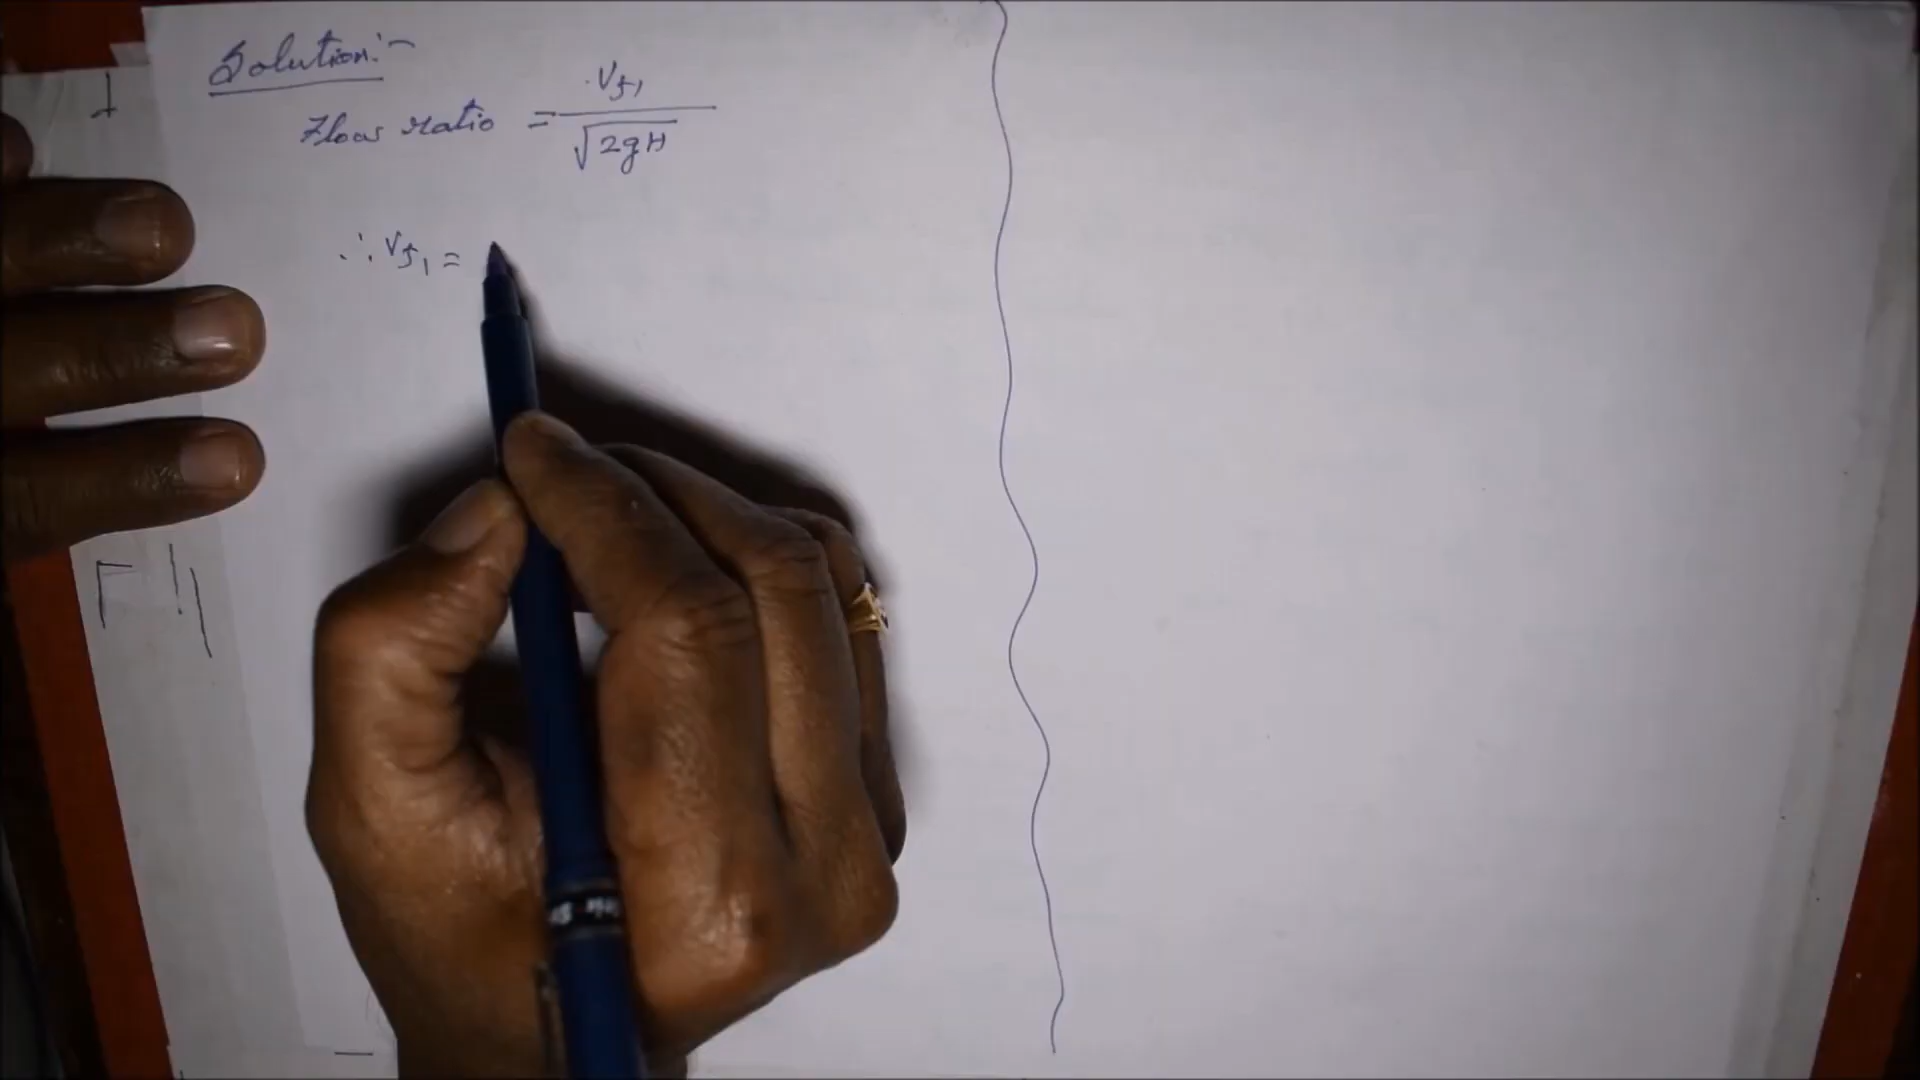 Solution:-
Flow ratio = Vf1 / √2gH
∴ Vf1 =